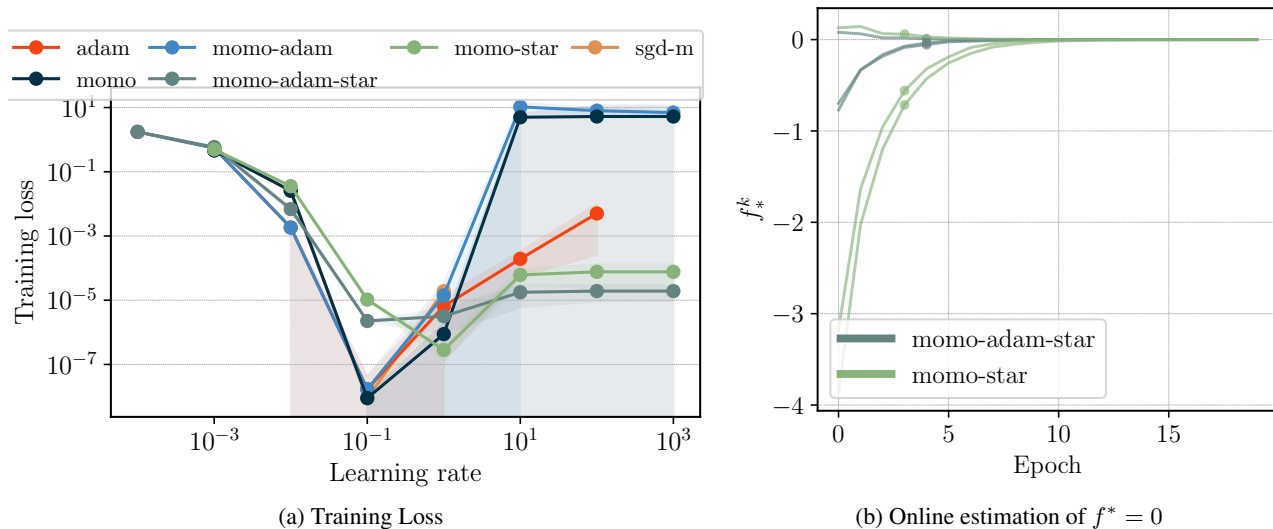 adam momo-adam momo-star sgd-m
momo momo-adam-star
10^1
10^{-1}
10^{-3}
10^{-5}
10^{-7}
Training loss
10^{-3} 10^{-1} 10^1 10^3
Learning rate
(a) Training Loss
0
−1
−2
−3
−4
f_*^k
momo-adam-star
momo-star
0 5 10 15
Epoch
(b) Online estimation of f^* = 0